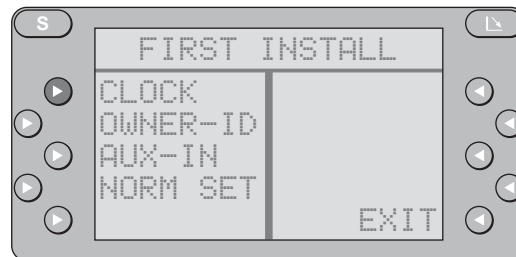 S
FIRST INSTALL
CLOCK
OWNER-ID
AUX-IN
NORM SET
EXIT